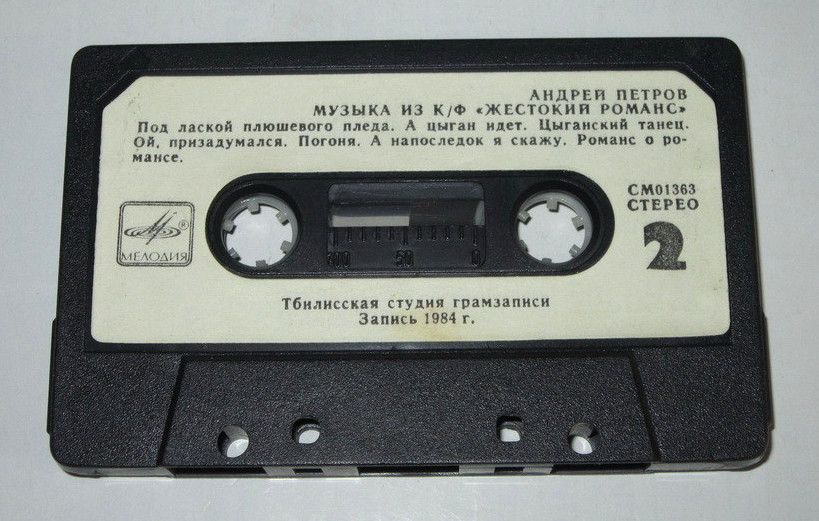 АНДРЕЙ ПЕТРОВ
МУЗЫКА ИЗ К/Ф «ЖЕСТОКИЙ РОМАНС»
Под лаской плюшевого пледа. А цыган идет. Цыганский танец.
Ой, призадумался. Погоня. А напоследок я скажу. Романс о ро-
мансе.
СМ01363
СТЕРЕО
2
®
МЕЛОДИЯ
100 50 0
Тбилисская студия грамзаписи
Запись 1984 г.